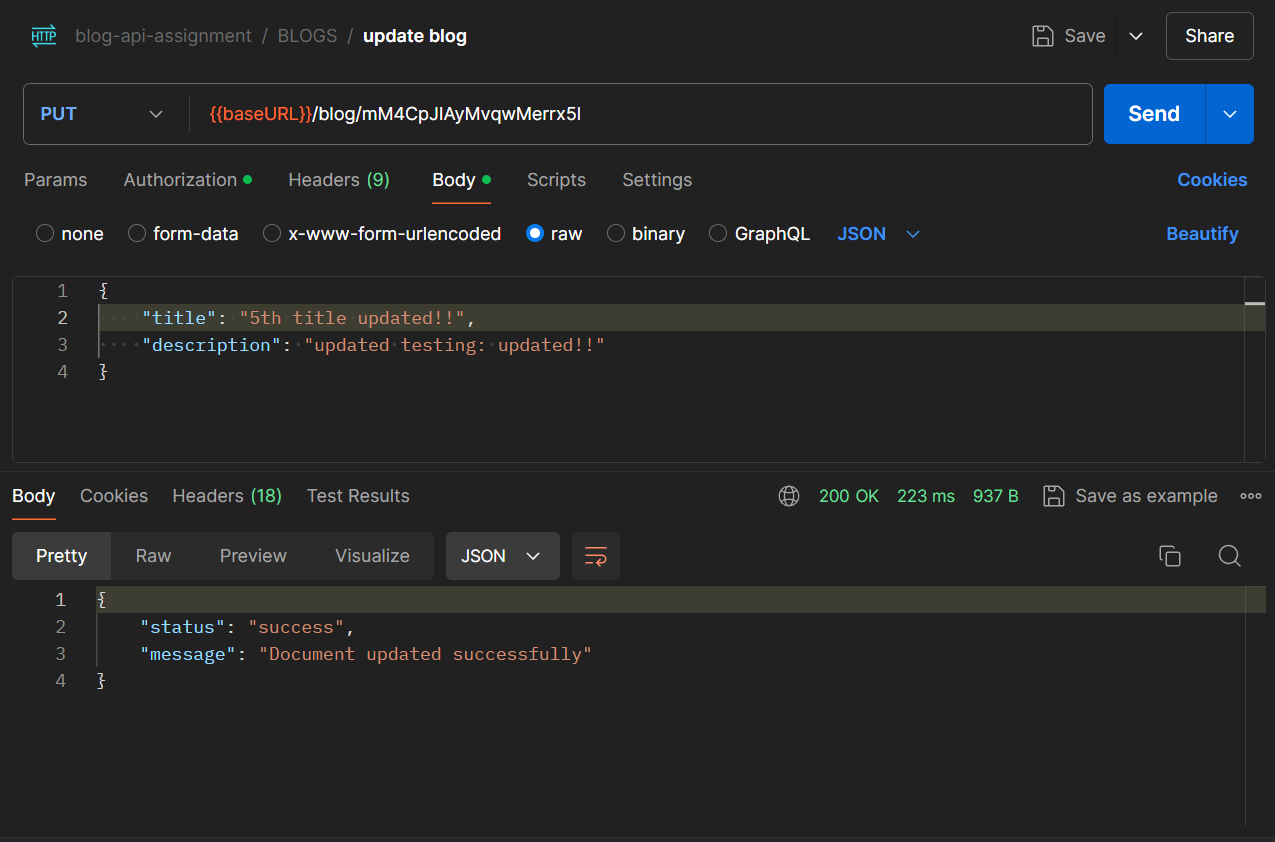 HTTP blog-api-assignment / BLOGS / update blog Save Share
PUT {{baseURL}}/blog/mM4CpJIAyMvqwMerrx5I Send
Params Authorization Headers (9) Body Scripts Settings Cookies
none form-data x-www-form-urlencoded raw binary GraphQL JSON Beautify
1 {
2 "title": "5th title updated!!",
3 "description": "updated testing: updated!!"
4 }
Body Cookies Headers (18) Test Results 200 OK 223 ms 937 B Save as example
Pretty Raw Preview Visualize JSON
1 {
2 "status": "success",
3 "message": "Document updated successfully"
4 }